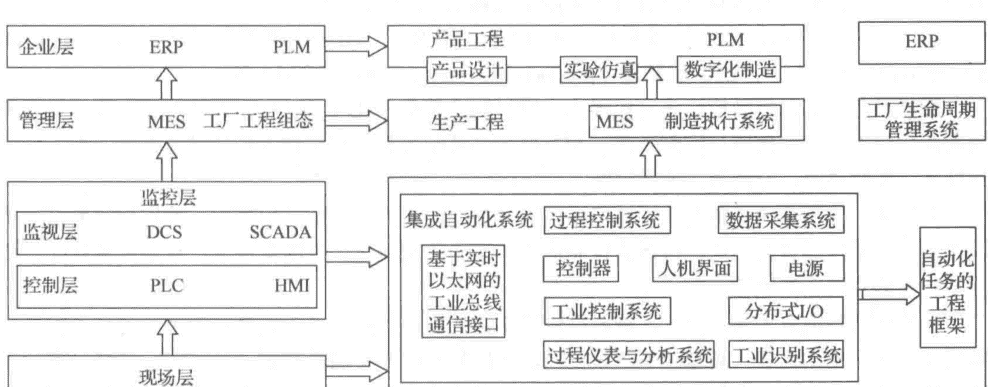 企业层 ERP PLM
产品工程 PLM
产品设计 实验仿真 数字化制造
ERP
管理层 MES 工厂工程组态
生产工程 MES 制造执行系统
工厂生命周期
管理系统
监控层
监视层 DCS SCADA
控制层 PLC HMI
现场层
集成自动化系统
基于实时
以太网的
工业总线
通信接口
过程控制系统 数据采集系统
控制器 人机界面 电源
工业控制系统 分布式I/O
过程仪表与分析系统 工业识别系统
自动化
任务的
工程
框架